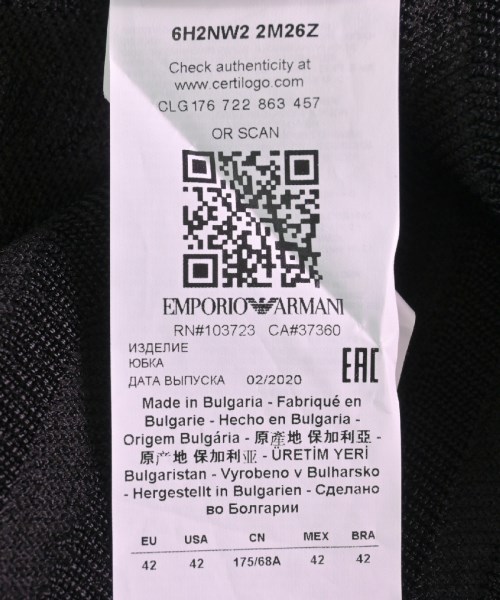 6H2NW2 2M26Z
Check authenticity at
www.certilogo.com
CLG 176 722 863 457
OR SCAN
EMPORIO ARMANI
RN#103723 CA#37360
ИЗДЕЛИЕ
ЮБКА
ДАТА ВЫПУСКА 02/2020
EAC
Made in Bulgaria - Fabriqué en
Bulgarie - Hecho en Bulgaria -
Origem Bulgária - 原產地 保加利亞 -
原产地 保加利亚 - ÜRETİM YERİ
Bulgaristan - Vyrobeno v Bulharsko
- Hergestellt in Bulgarien - Сделано
во Болгарии
EU USA CN MEX BRA
42 42 175/68A 42 42